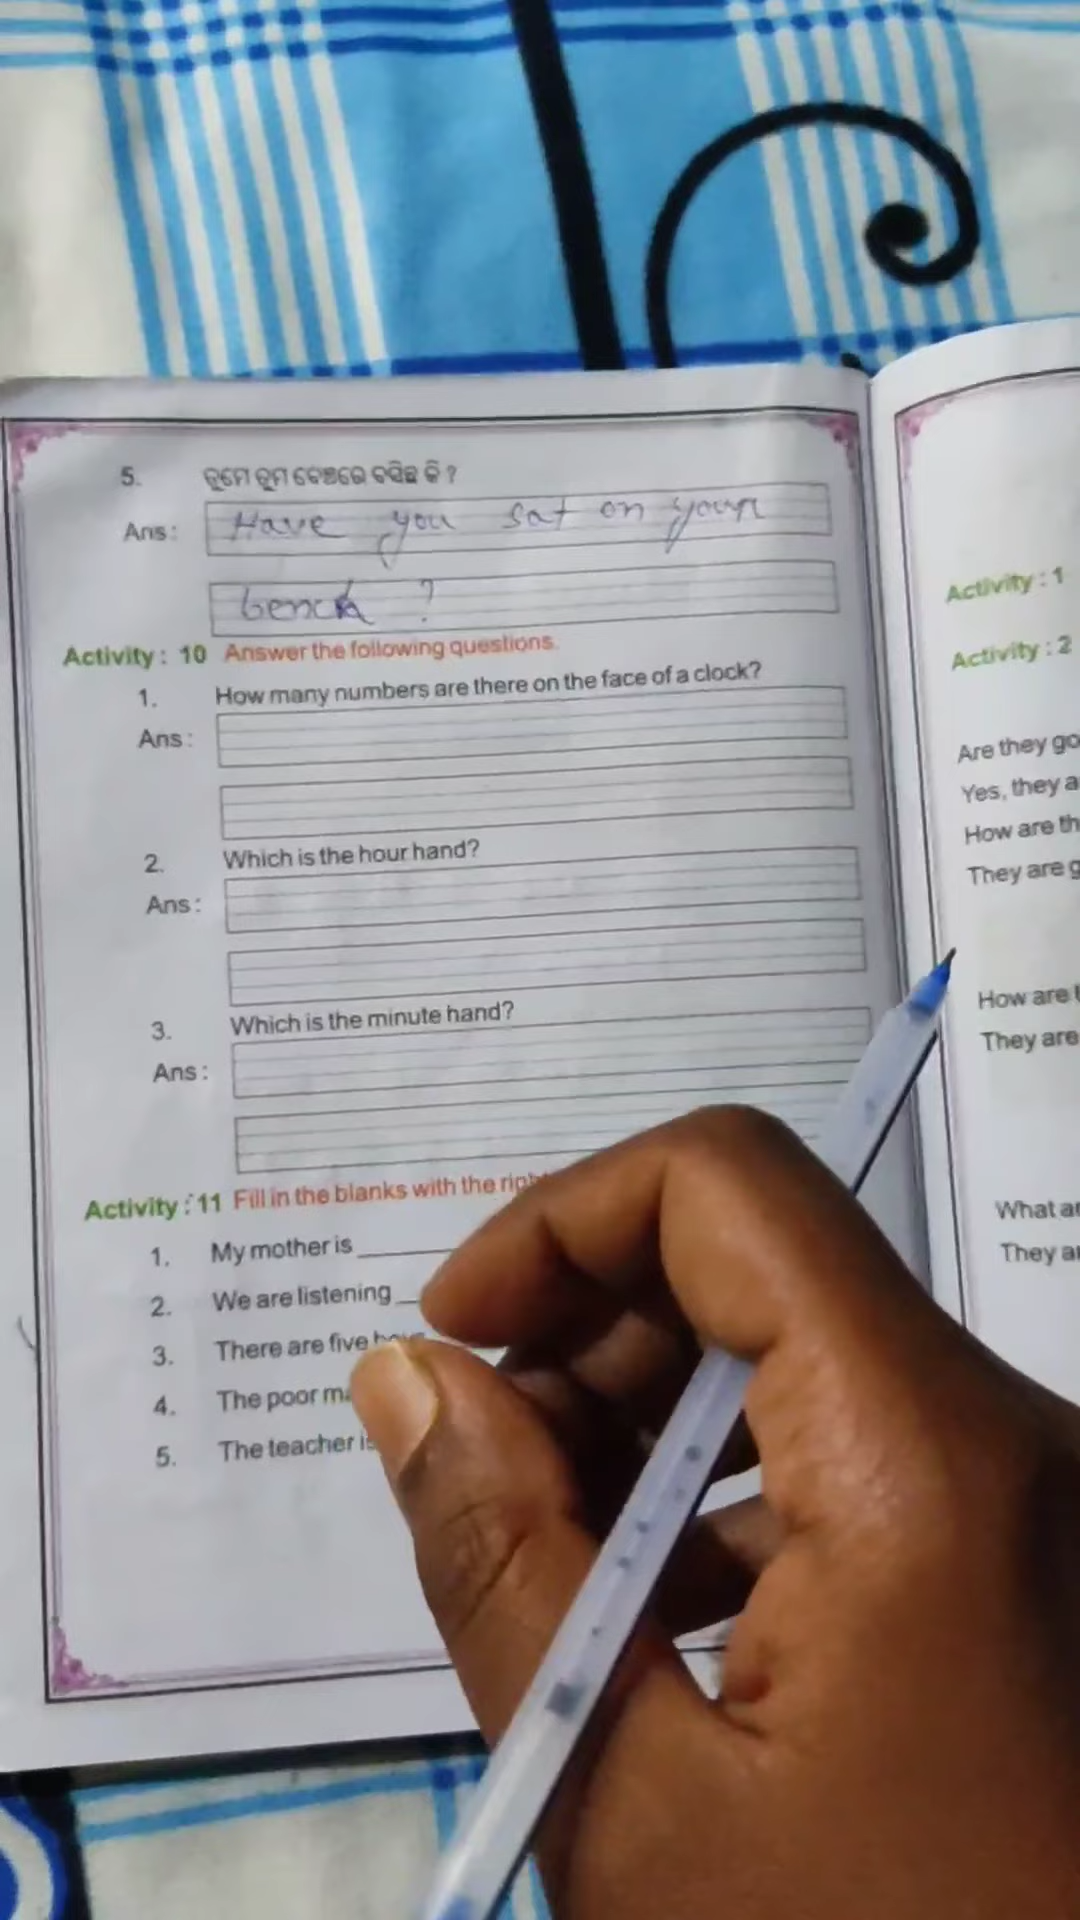 5. ତୁମେ ତୁମ ବେଞ୍ଚରେ ବସିଛ କି ?
Ans : Have you sat on your
bench ?
Activity : 10 Answer the following questions.
1. How many numbers are there on the face of a clock?
Ans :
2. Which is the hour hand?
Ans :
3. Which is the minute hand?
Ans :
Activity : 11 Fill in the blanks with the
1. My mother is
2. We are listening
3. There are five
4. The poor
5. The teacher
Activity : 1
Activity : 2
Are they
Yes, they
How are
They are
How are
They are
What
They